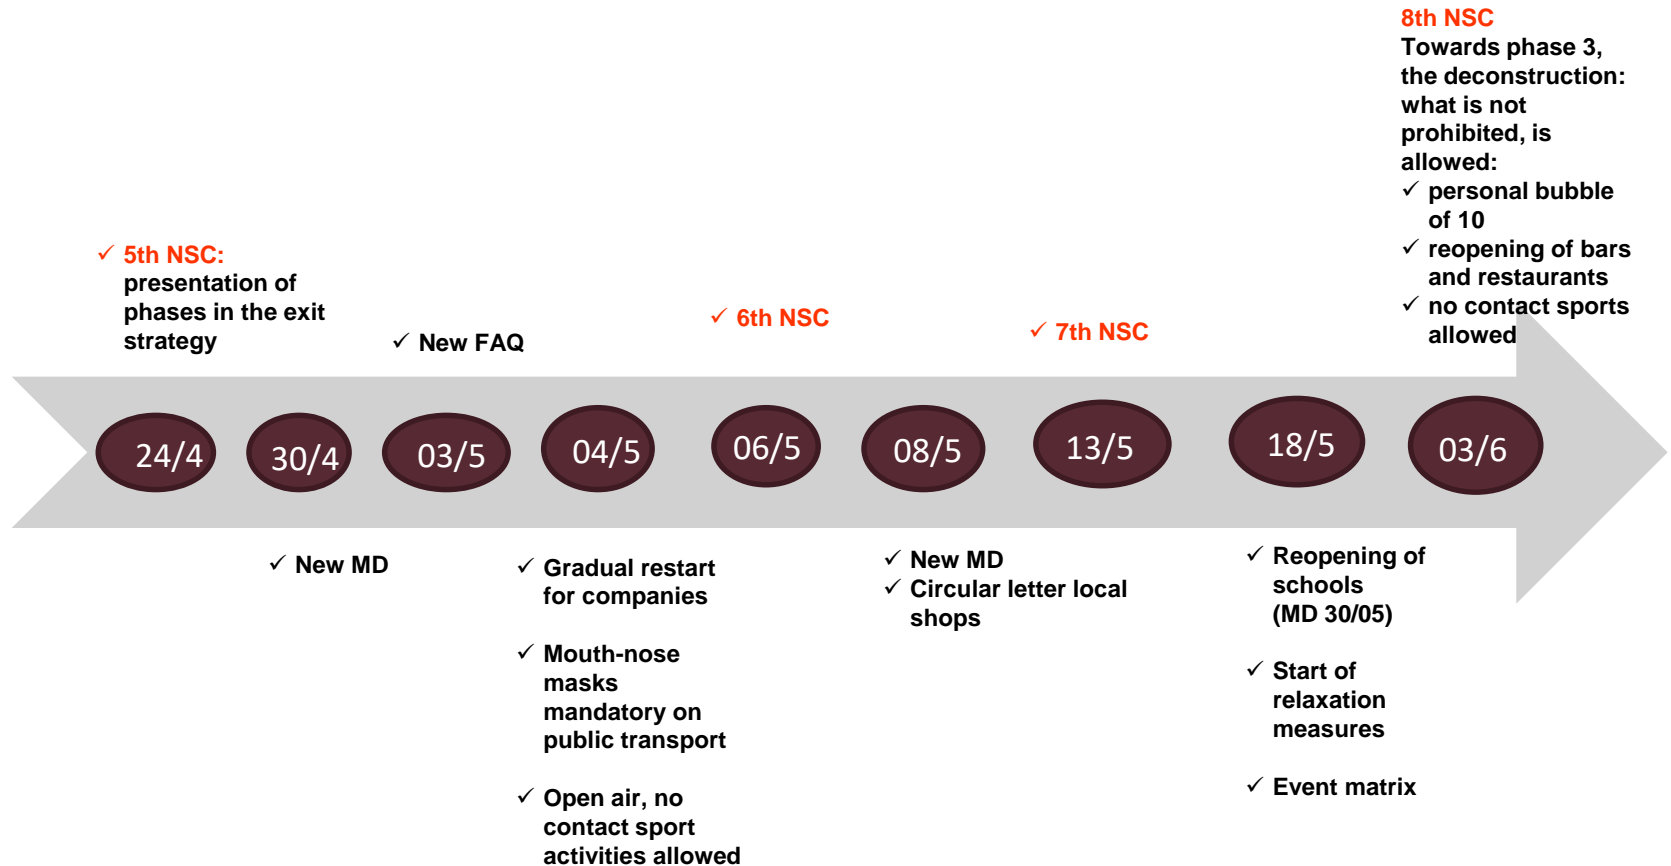 8th NSC
Towards phase 3,
the deconstruction:
what is not
prohibited, is
allowed:
✓ personal bubble
of 10
✓ reopening of bars
and restaurants
✓ no contact sports
allowed
✓ 5th NSC:
presentation of
phases in the exit
strategy
✓ New FAQ
✓ 6th NSC
✓ 7th NSC
24/4
30/4
03/5
04/5
06/5
08/5
13/5
18/5
03/6
✓ New MD
✓ Gradual restart
for companies
✓ Mouth-nose
masks
mandatory on
public transport
✓ Open air, no
contact sport
activities allowed
✓ New MD
✓ Circular letter local
shops
✓ Reopening of
schools
(MD 30/05)
✓ Start of
relaxation
measures
✓ Event matrix